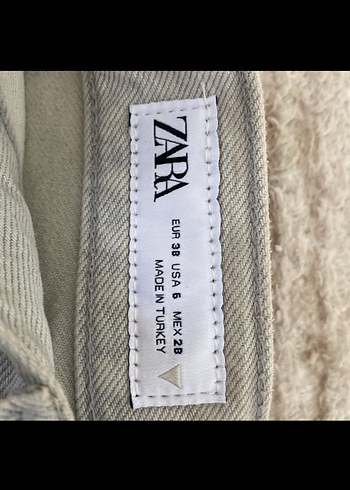 ZARA
EUR 38 USA 6 MEX 28
MADE IN TURKEY